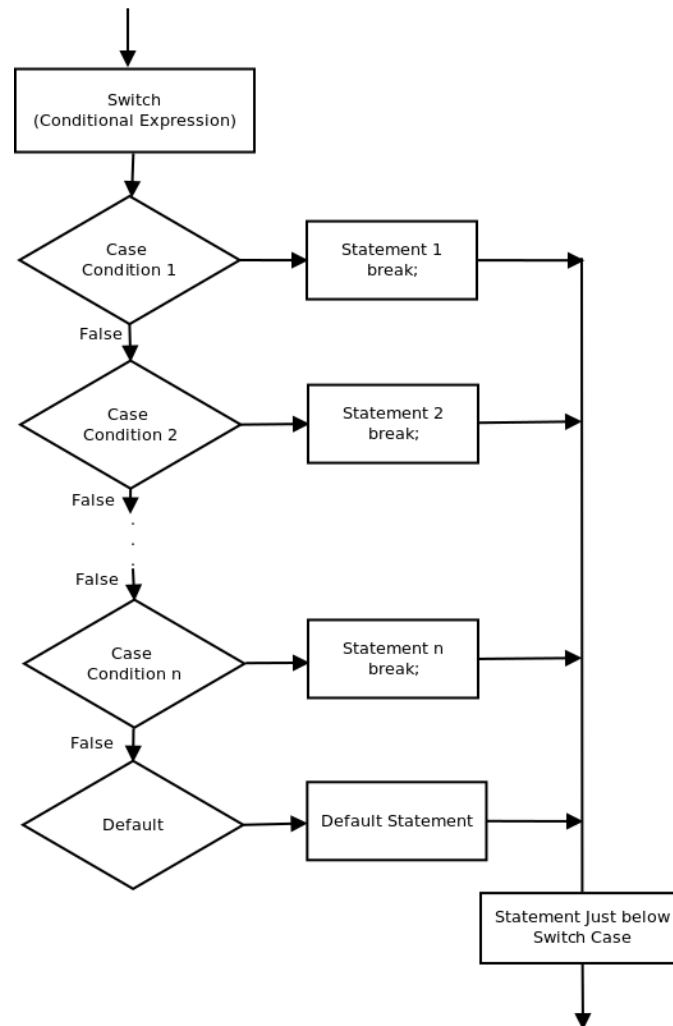 Switch
(Conditional Expression)
Case
Condition 1
Statement 1
break;
False
Case
Condition 2
Statement 2
break;
False
.
.
.
False
Case
Condition n
Statement n
break;
False
Default
Default Statement
Statement Just below
Switch Case